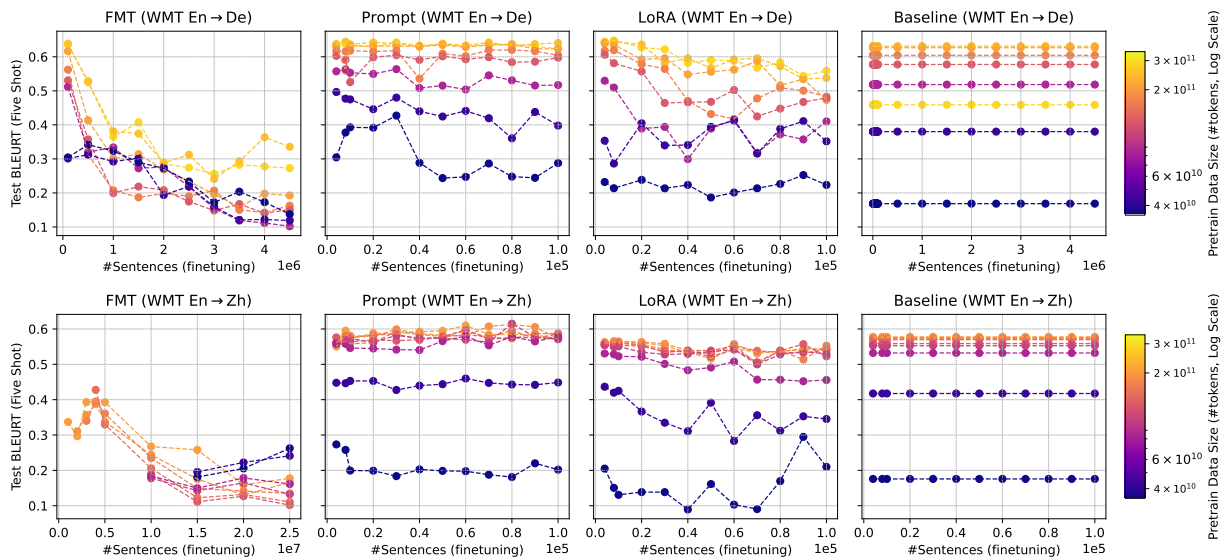 FMT (WMT En→De)
Prompt (WMT En→De)
LoRA (WMT En→De)
Baseline (WMT En→De)
Test BLEURT (Five Shot)
0.6
0.5
0.4
0.3
0.2
0.1
0 1 2 3 4
#Sentences (finetuning) 1e6
0.0 0.2 0.4 0.6 0.8 1.0
#Sentences (finetuning) 1e5
0.0 0.2 0.4 0.6 0.8 1.0
#Sentences (finetuning) 1e5
0 1 2 3 4
#Sentences (finetuning) 1e6
3 × 10¹¹
2 × 10¹¹
6 × 10¹⁰
4 × 10¹⁰
Pretrain Data Size (#tokens, Log Scale)
FMT (WMT En→Zh)
Prompt (WMT En→Zh)
LoRA (WMT En→Zh)
Baseline (WMT En→Zh)
Test BLEURT (Five Shot)
0.6
0.5
0.4
0.3
0.2
0.1
0.0 0.5 1.0 1.5 2.0 2.5
#Sentences (finetuning) 1e7
0.0 0.2 0.4 0.6 0.8 1.0
#Sentences (finetuning) 1e5
0.0 0.2 0.4 0.6 0.8 1.0
#Sentences (finetuning) 1e5
0.0 0.2 0.4 0.6 0.8 1.0
#Sentences (finetuning) 1e5
3 × 10¹¹
2 × 10¹¹
6 × 10¹⁰
4 × 10¹⁰
Pretrain Data Size (#tokens, Log Scale)